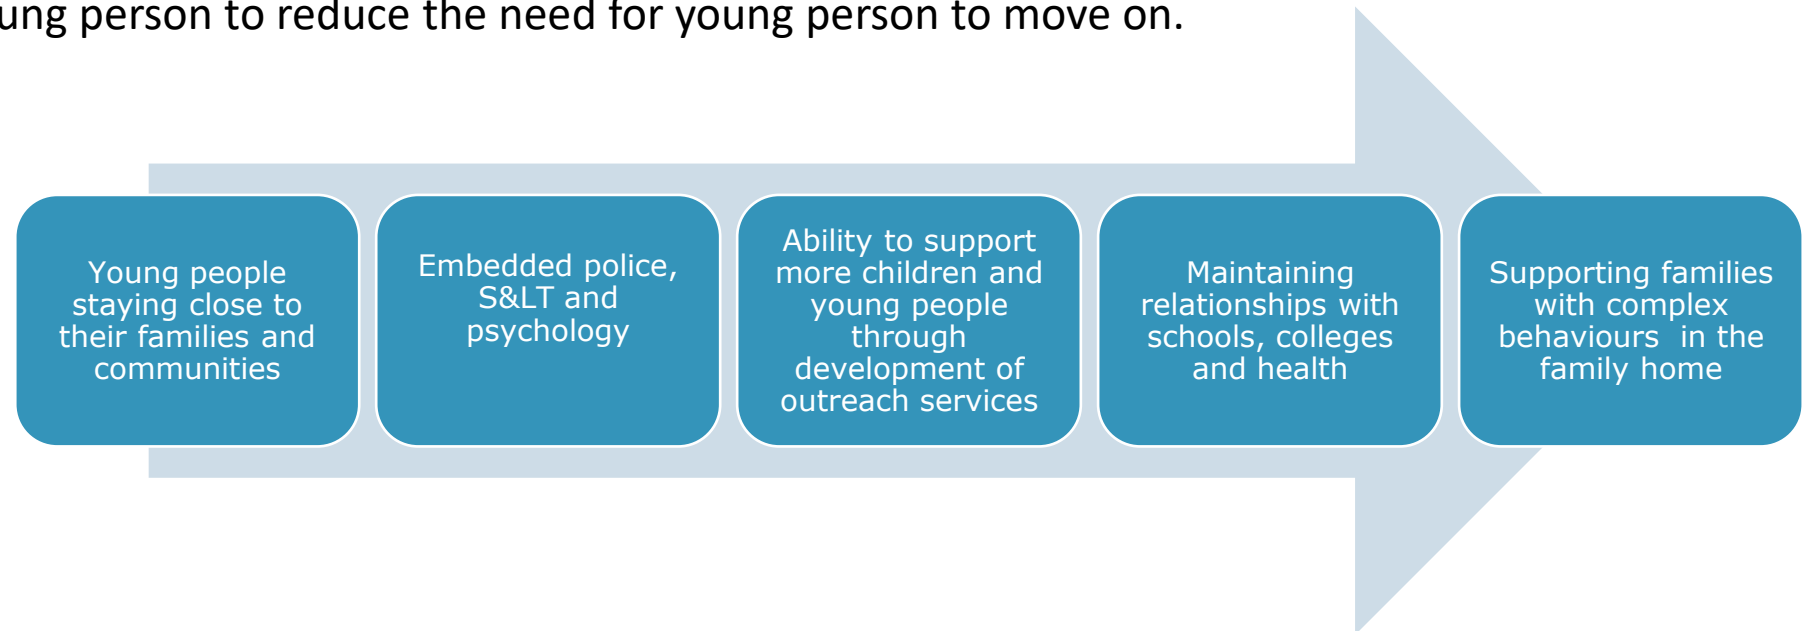 ung person to reduce the need for young person to move on.
Young people
staying close to
their families and
communities
Embedded police,
S&LT and
psychology
Ability to support
more children and
young people
through
development of
outreach services
Maintaining
relationships with
schools, colleges
and health
Supporting families
with complex
behaviours  in the
family home